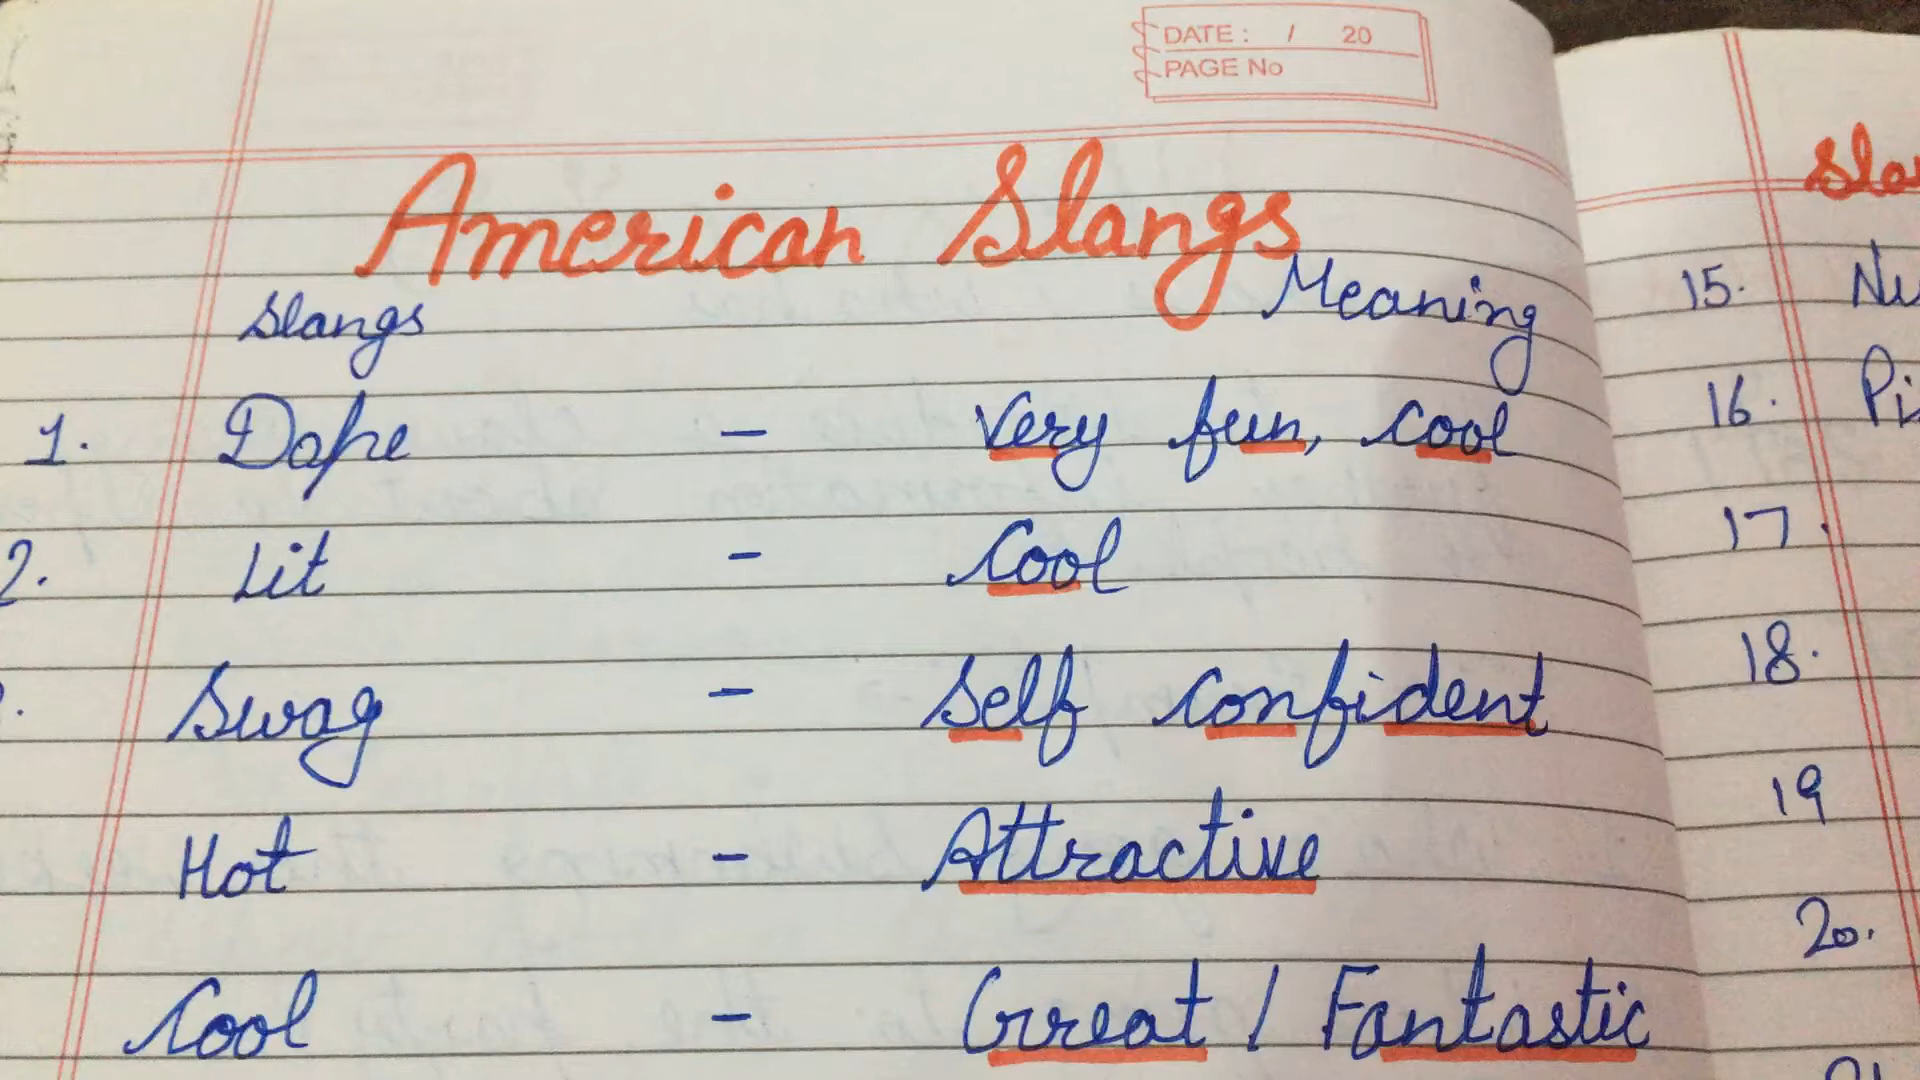 DATE : / 20
PAGE No
American Slangs
Slangs Meaning
1. Dope - Very fun, Cool
2. Lit - Cool
Swag - Self Confident
Hot - Attractive
Cool - Great / Fantastic
15.
16.
17.
18.
19
20.